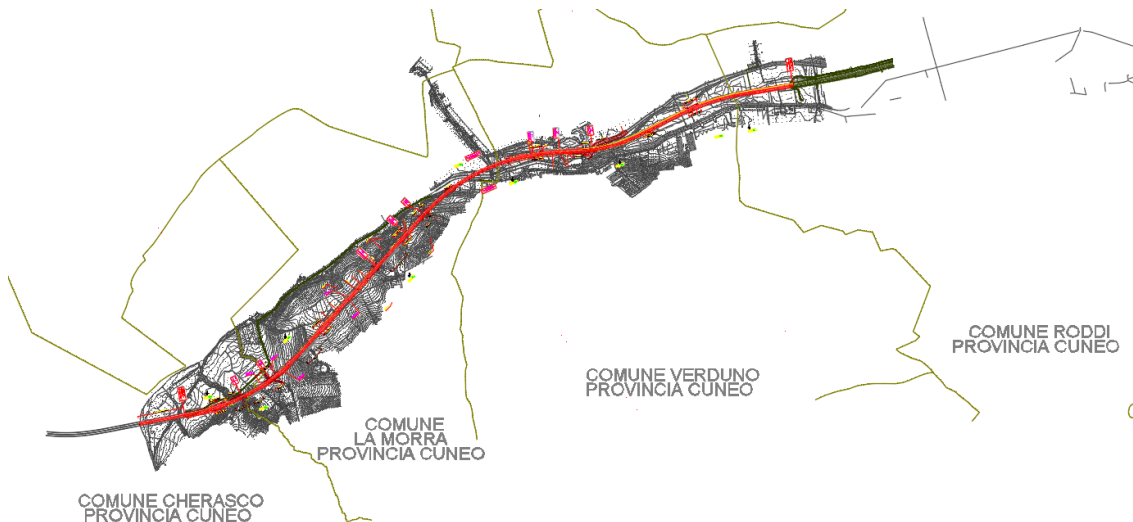 COMUNE RODDI
PROVINCIA CUNEO
COMUNE VERDUNO
PROVINCIA CUNEO
COMUNE
LA MORRA
PROVINCIA CUNEO
COMUNE CHERASCO
PROVINCIA CUNEO